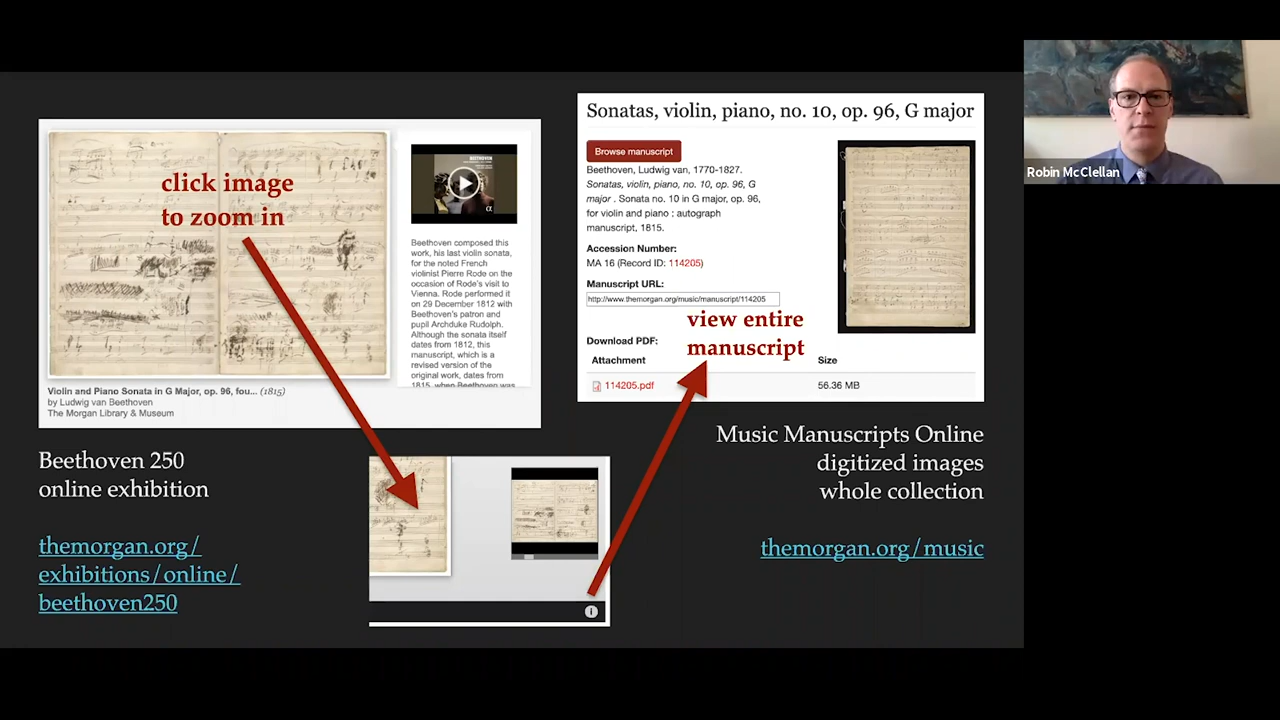 click image
to zoom in
BEETHOVEN
α
Beethoven composed this
work, his last violin sonata,
for the noted French
violinist Pierre Rode on the
occasion of Rode's visit to
Vienna. Rode performed it
on 29 December 1812 with
Beethoven's patron and
pupil Archduke Rudolph.
Although the sonata itself
dates from 1812, this
manuscript, which is a
revised version of the
original work, dates from
1815, when Beethoven was
Violin and Piano Sonata in G Major, op. 96, fou... (1815)
by Ludwig van Beethoven
The Morgan Library & Museum
Beethoven 250
online exhibition
themorgan.org/
exhibitions/online/
beethoven250
i
Sonatas, violin, piano, no. 10, op. 96, G major
Browse manuscript
Beethoven, Ludwig van, 1770-1827.
Sonatas, violin, piano, no. 10, op. 96, G
major . Sonata no. 10 in G major, op. 96,
for violin and piano : autograph
manuscript, 1815.
Accession Number:
MA 16 (Record ID: 114205)
Manuscript URL:
http://www.themorgan.org/music/manuscript/114205
view entire
manuscript
Download PDF:
Attachment Size
114205.pdf 56.36 MB
Music Manuscripts Online
digitized images
whole collection
themorgan.org/music
Robin McClellan